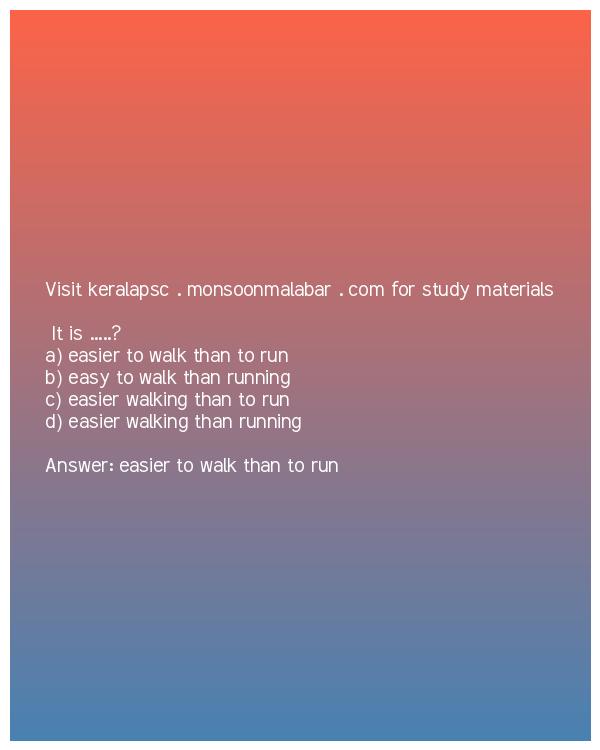 Visit keralapsc . monsoonmalabar . com for study materials
It is .....?
a) easier to walk than to run
b) easy to walk than running
c) easier walking than to run
d) easier walking than running
Answer: easier to walk than to run